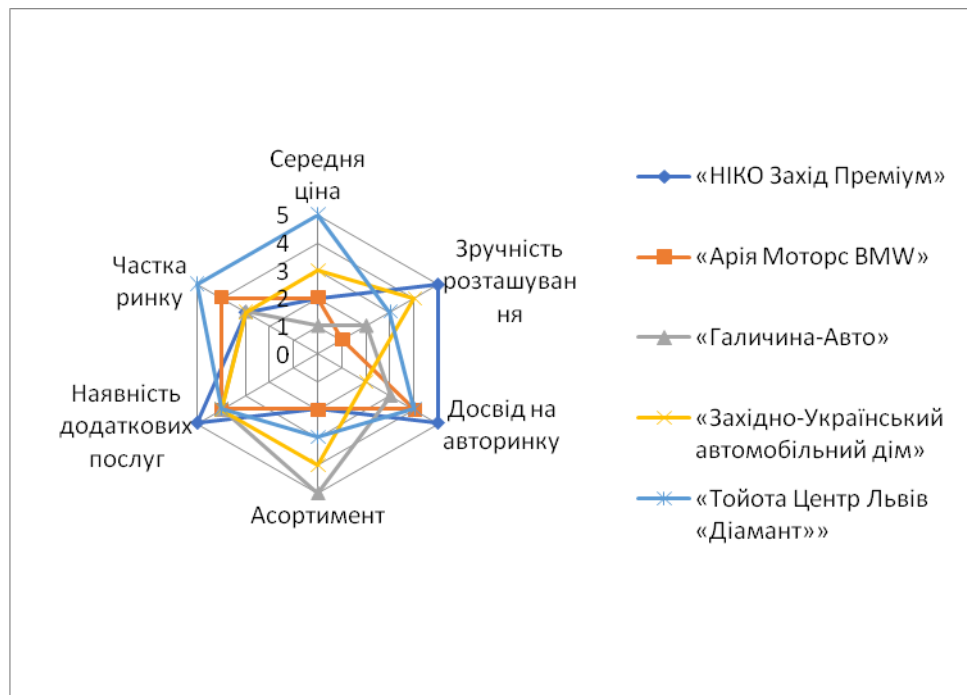 Середня
ціна
5
4
3
2
1
0
Зручність
розташуван
ня
Досвід на
авторинку
Асортимент
Наявність
додаткових
послуг
Частка
ринку
«НІКО Захід Преміум»
«Арія Моторс BMW»
«Галичина-Авто»
«Західно-Український
автомобільний дім»
«Тойота Центр Львів
«Діамант»»